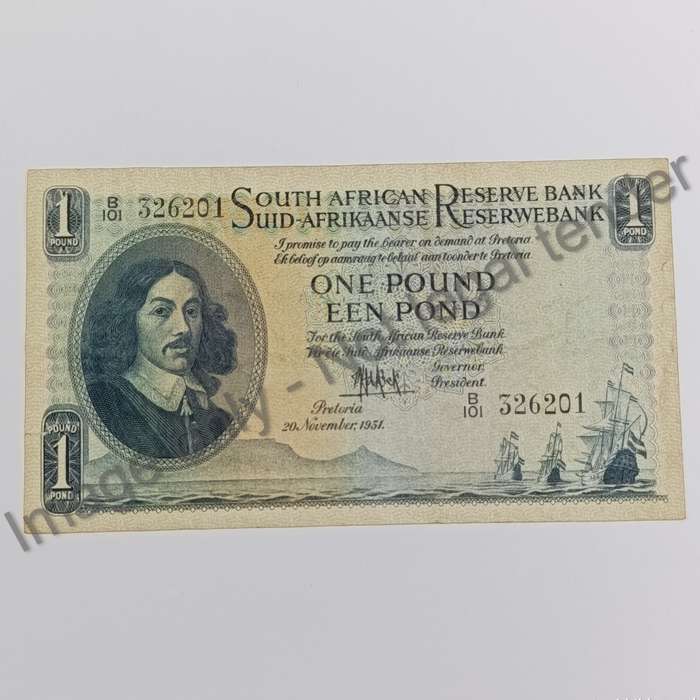 1
POUND
B
101 326201
SOUTH AFRICAN RESERVE BANK
SUID-AFRIKAANSE RESERWEBANK
1
POUND
I promise to pay the bearer on demand at Pretoria
Ek beloof op aanvraag te betaal aan toonder te Pretoria
ONE POUND
EEN POND
For the South African Reserve Bank
Vir die Suid-Afrikaanse Reserwebank
Governor.
President.
B
101 326201
Pretoria
20 November, 1951.
POUND
1
POND